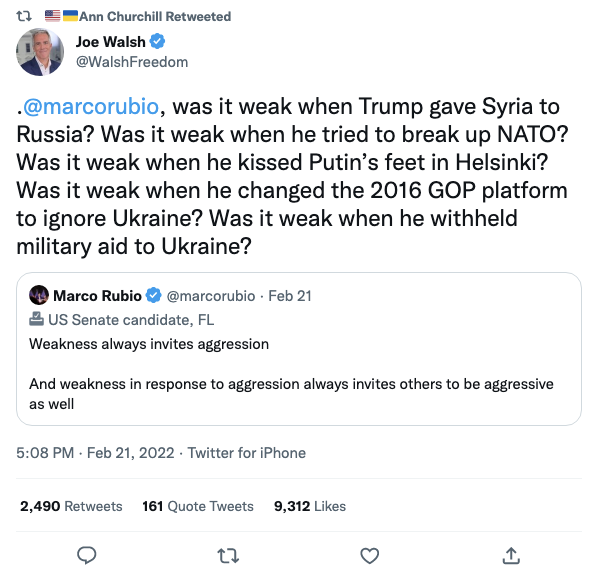 Ann Churchill Retweeted
Joe Walsh
@WalshFreedom
.@marcorubio, was it weak when Trump gave Syria to
Russia? Was it weak when he tried to break up NATO?
Was it weak when he kissed Putin’s feet in Helsinki?
Was it weak when he changed the 2016 GOP platform
to ignore Ukraine? Was it weak when he withheld
military aid to Ukraine?
Marco Rubio @marcorubio · Feb 21
US Senate candidate, FL
Weakness always invites aggression
And weakness in response to aggression always invites others to be aggressive
as well
5:08 PM · Feb 21, 2022 · Twitter for iPhone
2,490 Retweets 161 Quote Tweets 9,312 Likes